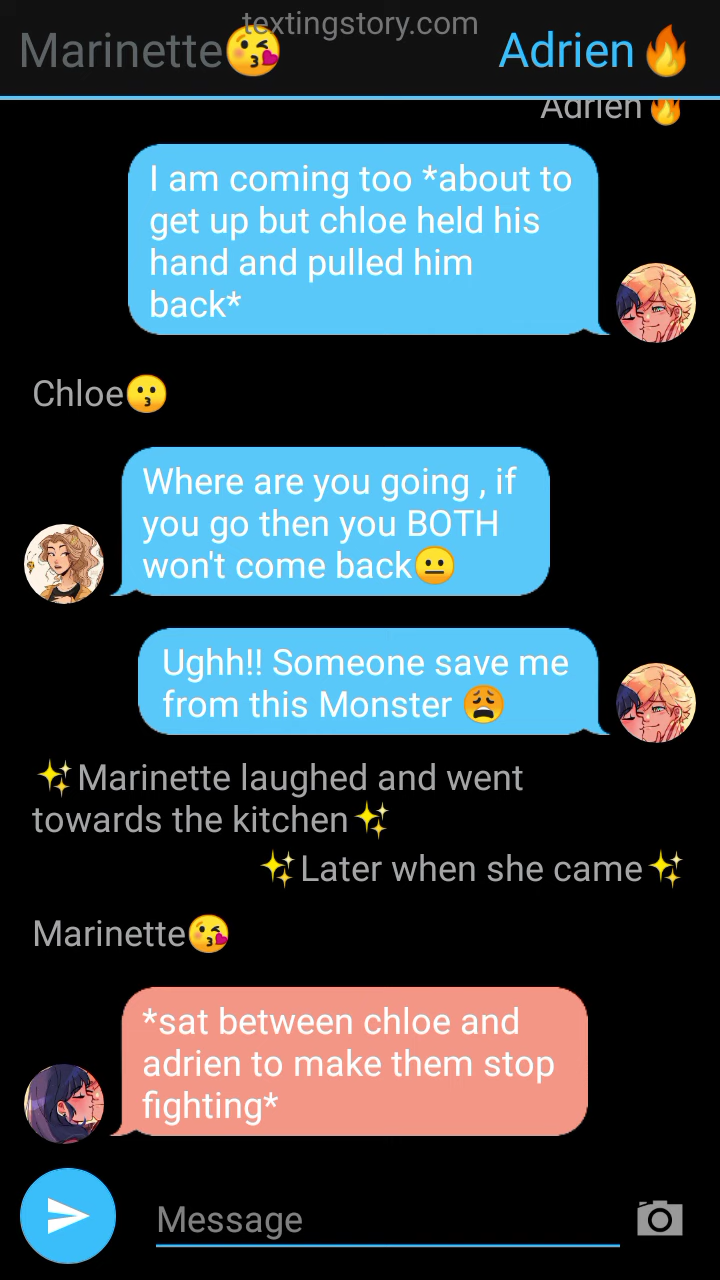 textingstory.com
Marinette😘 Adrien🔥
Adrien🔥
I am coming too *about to
get up but chloe held his
hand and pulled him
back*
Chloe😗
Where are you going , if
you go then you BOTH
won't come back😐
Ughh!! Someone save me
from this Monster 😩
✨Marinette laughed and went
towards the kitchen✨
✨Later when she came✨
Marinette😘
*sat between chloe and
adrien to make them stop
fighting*
Message